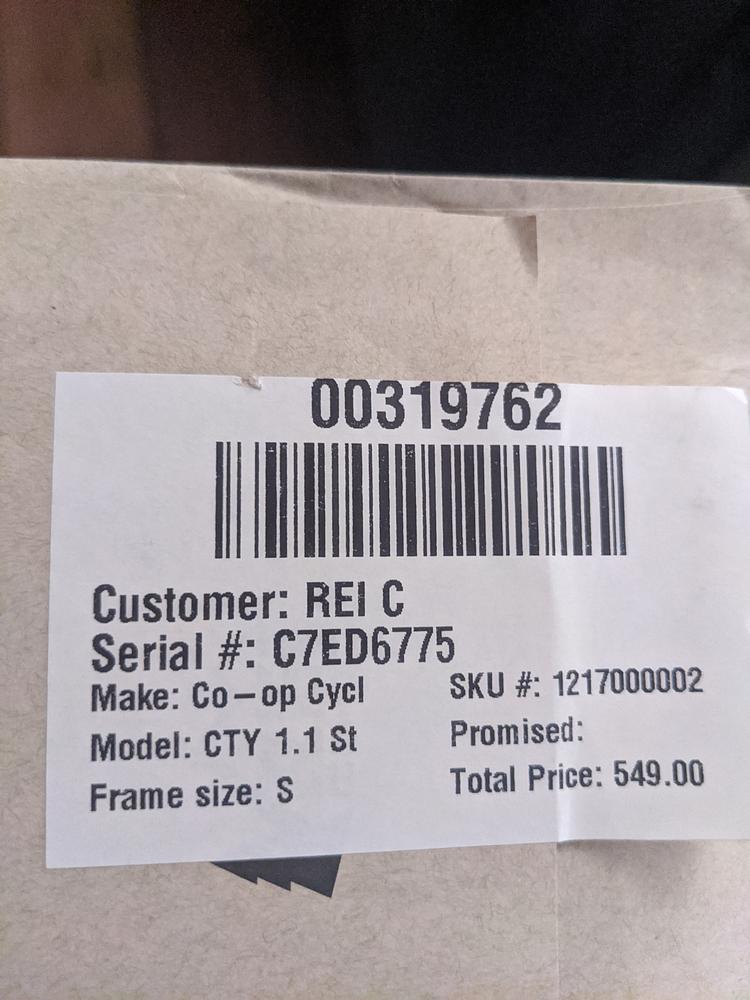 00319762
Customer: REI C
Serial #: C7ED6775
Make: Co-op Cycl
SKU #: 1217000002
Model: CTY 1.1 St
Promised:
Frame size: S
Total Price: 549.00